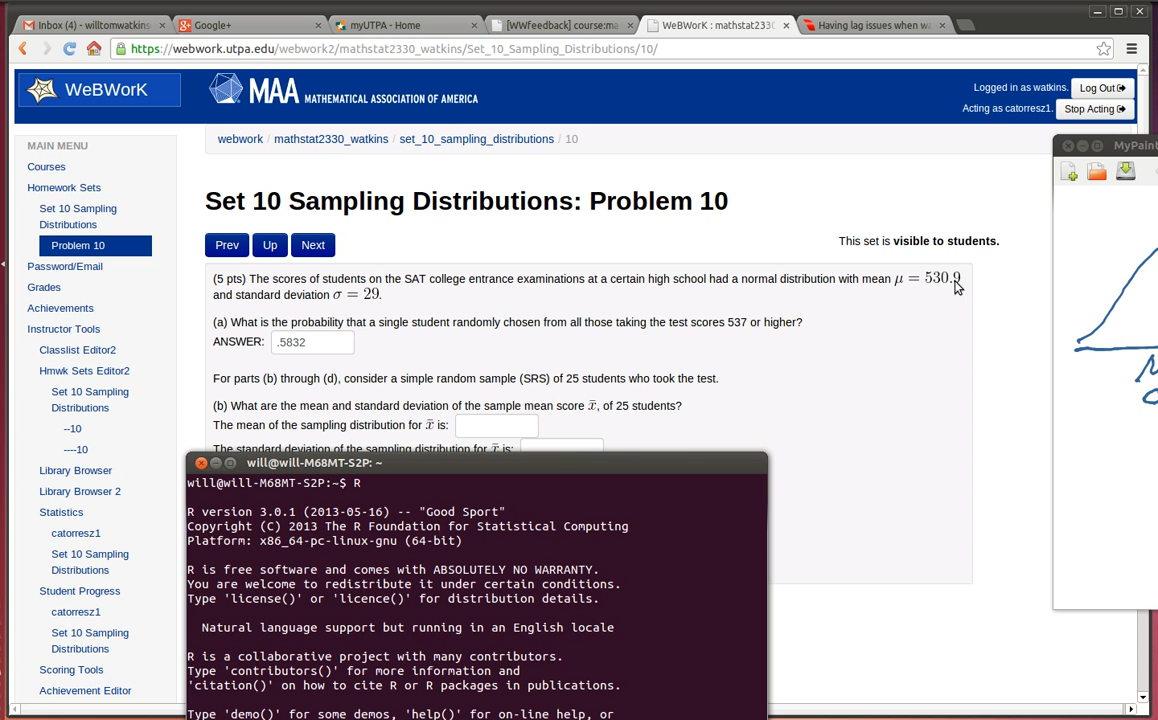 Inbox (4) - willtomwatkins
Google+
myUTPA - Home
[WWfeedback] course:ma
WeBWorK : mathstat233
Having lag issues when w
https://webwork.utpa.edu/webwork2/mathstat2330_watkins/Set_10_Sampling_Distributions/10/
WeBWorK
MAA MATHEMATICAL ASSOCIATION OF AMERICA
Logged in as watkins. Log Out
Acting as catorresz1. Stop Acting
MAIN MENU
Courses
Homework Sets
Set 10 Sampling
Distributions
Problem 10
Password/Email
Grades
Achievements
Instructor Tools
Classlist Editor2
Hmwk Sets Editor2
Set 10 Sampling
Distributions
--10
----10
Library Browser
Library Browser 2
Statistics
catorresz1
Set 10 Sampling
Distributions
Student Progress
catorresz1
Set 10 Sampling
Distributions
Scoring Tools
Achievement Editor
webwork / mathstat2330_watkins / set_10_sampling_distributions / 10
Set 10 Sampling Distributions: Problem 10
Prev Up Next
This set is visible to students.
(5 pts) The scores of students on the SAT college entrance examinations at a certain high school had a normal distribution with mean μ = 530.9
and standard deviation σ = 29.
(a) What is the probability that a single student randomly chosen from all those taking the test scores 537 or higher?
ANSWER: .5832
For parts (b) through (d), consider a simple random sample (SRS) of 25 students who took the test.
(b) What are the mean and standard deviation of the sample mean score x̄, of 25 students?
The mean of the sampling distribution for x̄ is:
The standard deviation of the sampling distribution for x̄ is:
will@will-M68MT-S2P: ~
will@will-M68MT-S2P:~$ R
R version 3.0.1 (2013-05-16) -- "Good Sport"
Copyright (C) 2013 The R Foundation for Statistical Computing
Platform: x86_64-pc-linux-gnu (64-bit)
R is free software and comes with ABSOLUTELY NO WARRANTY.
You are welcome to redistribute it under certain conditions.
Type 'license()' or 'licence()' for distribution details.
Natural language support but running in an English locale
R is a collaborative project with many contributors.
Type 'contributors()' for more information and
'citation()' on how to cite R or R packages in publications.
Type 'demo()' for some demos, 'help()' for on-line help, or
MyPaint